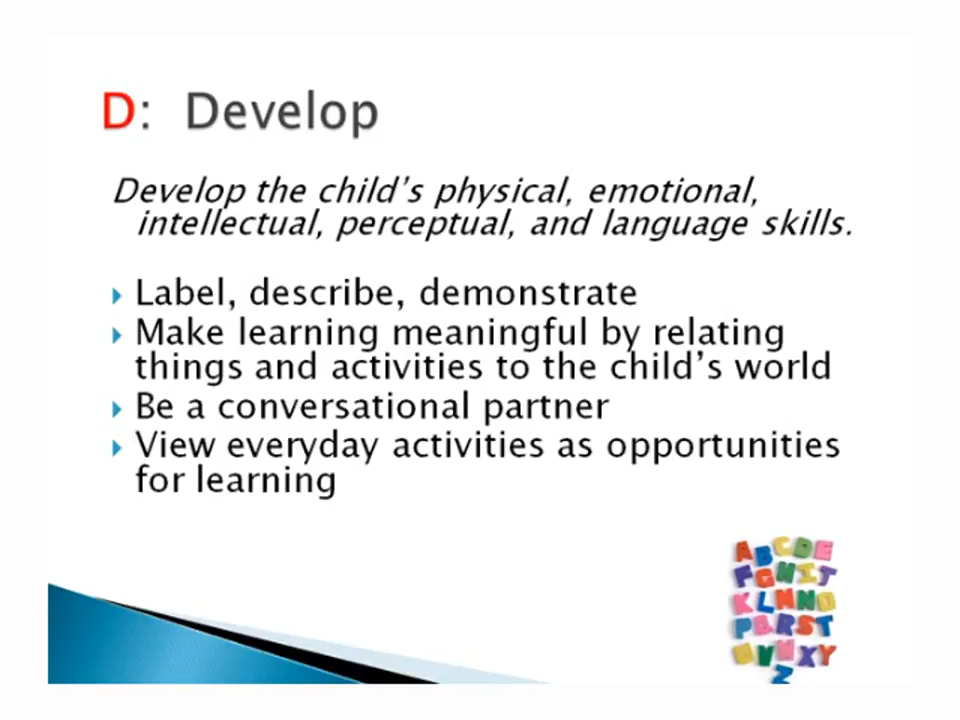 D: Develop
Develop the child's physical, emotional,
intellectual, perceptual, and language skills.
Label, describe, demonstrate
Make learning meaningful by relating
things and activities to the child's world
Be a conversational partner
View everyday activities as opportunities
for learning
A B C D E
F G H I T
K L M N O
P R S T
U V W X Y
Z